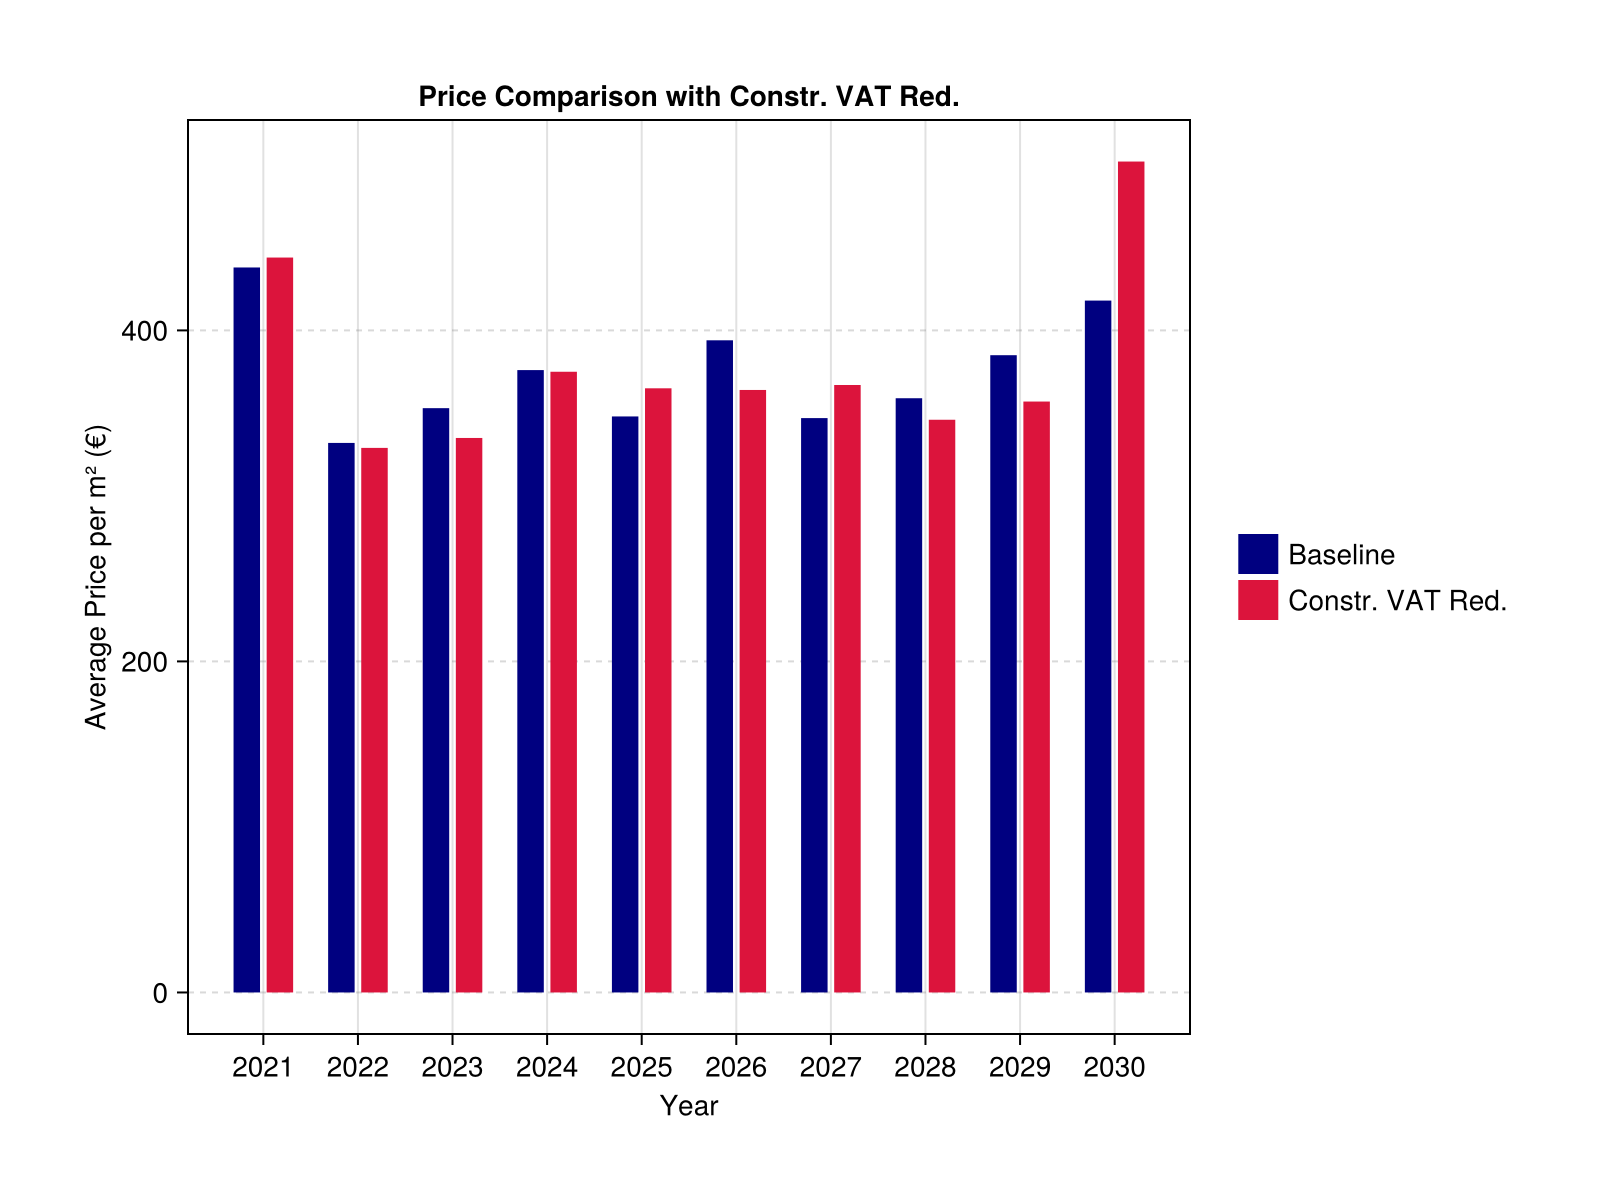 Price Comparison with Constr. VAT Red.
Average Price per m² (€)
400
200
0
2021 2022 2023 2024 2025 2026 2027 2028 2029 2030
Year
Baseline
Constr. VAT Red.